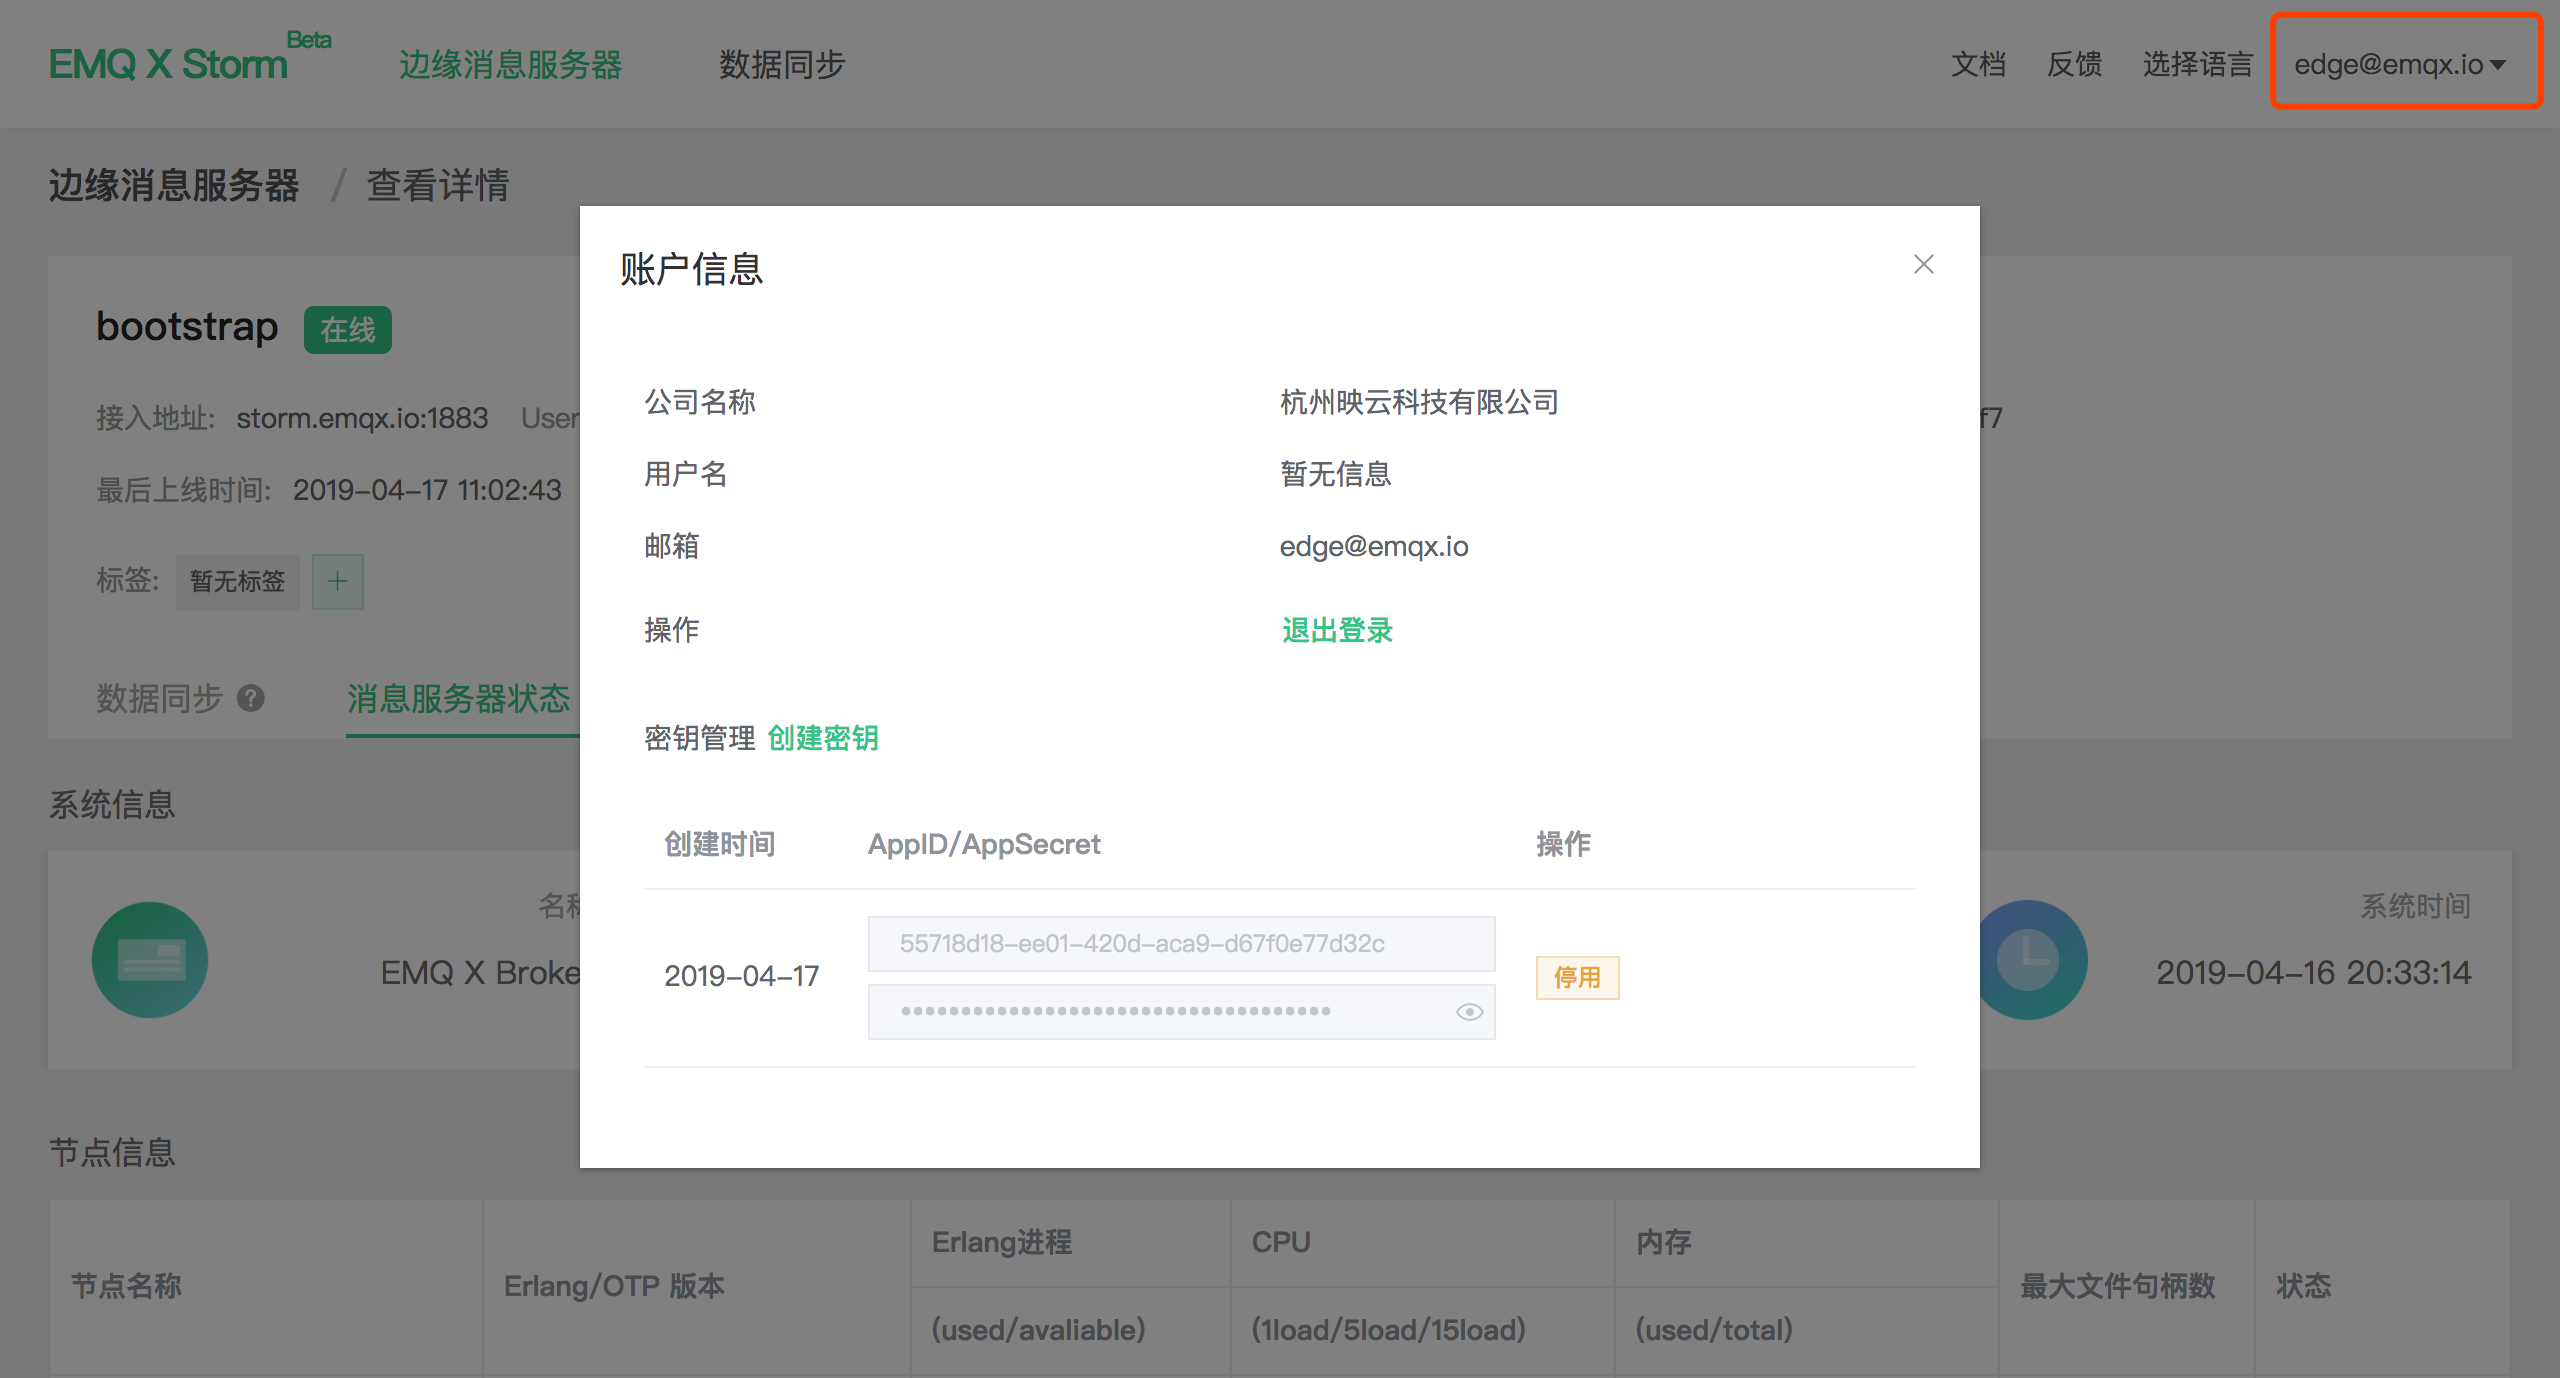 EMQ X Storm Beta 边缘消息服务器 数据同步 文档 反馈 选择语言 edge@emqx.io
边缘消息服务器 / 查看详情
bootstrap 在线
接入地址: storm.emqx.io:1883 User
f7
最后上线时间: 2019-04-17 11:02:43
标签: 暂无标签 +
数据同步 ? 消息服务器状态
账户信息
公司名称 杭州映云科技有限公司
用户名 暂无信息
邮箱 edge@emqx.io
操作 退出登录
密钥管理 创建密钥
创建时间 AppID/AppSecret 操作
2019-04-17 55718d18-ee01-420d-aca9-d67f0e77d32c 停用
••••••••••••••••••••••••••••••••••••
系统信息
名称
EMQ X Broke
系统时间
2019-04-16 20:33:14
节点信息
节点名称 Erlang/OTP 版本 Erlang进程 CPU 内存 最大文件句柄数 状态
(used/avaliable) (1load/5load/15load) (used/total)